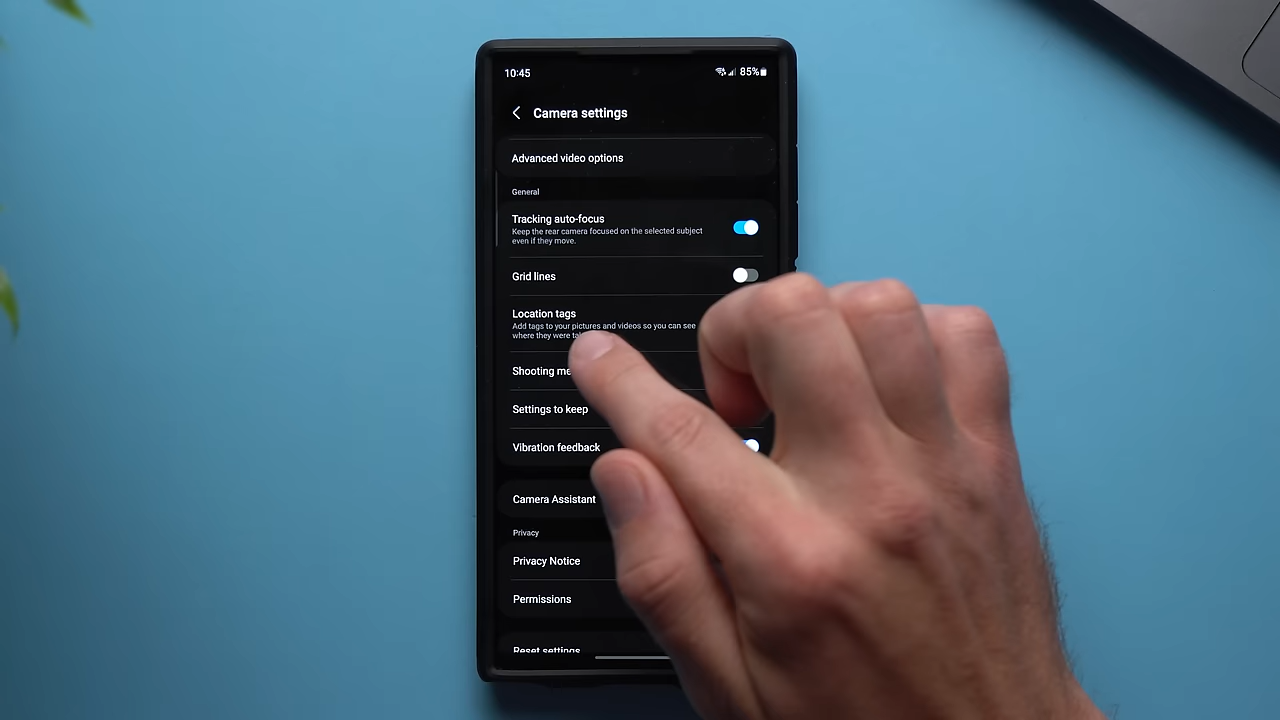 10:45 85%
Camera settings
Advanced video options
General
Tracking auto-focus
Keep the rear camera focused on the selected subject
even if they move.
Grid lines
Location tags
Add tags to your pictures and videos so you can see
where they were
Shooting
Settings to keep
Vibration feedback
Camera Assistant
Privacy
Privacy Notice
Permissions
Reset settings